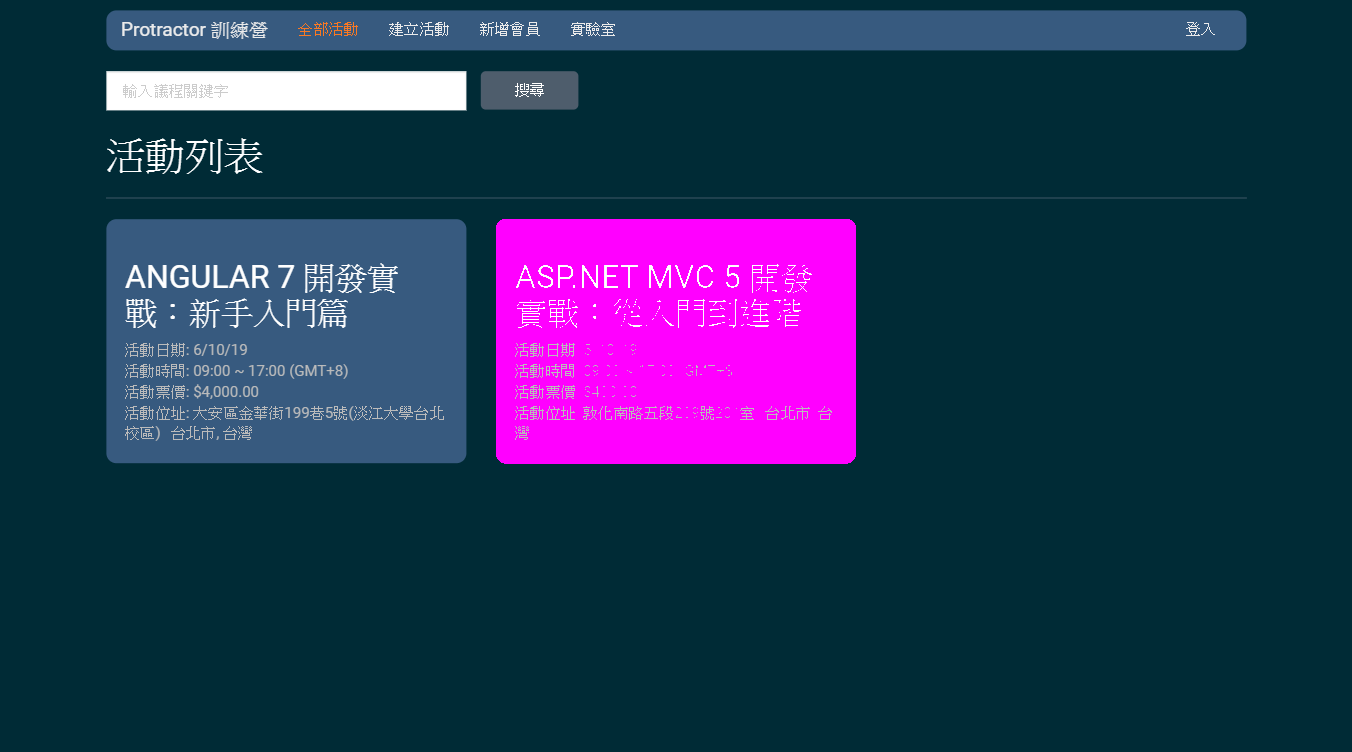 Protractor 訓練營 全部活動 建立活動 新增會員 實驗室 登入
輸入議程關鍵字 搜尋
活動列表
ANGULAR 7 開發實
戰：新手入門篇
活動日期: 6/10/19
活動時間: 09:00 ~ 17:00 (GMT+8)
活動票價: $4,000.00
活動位址: 大安區金華街199巷5號(淡江大學台北
校區) 台北市, 台灣
ASP.NET MVC 5 開發
實戰：從入門到進階
活動日期
活動時間
活動票價
活動位址 敦化南路五段 號 室 台北市 台
灣